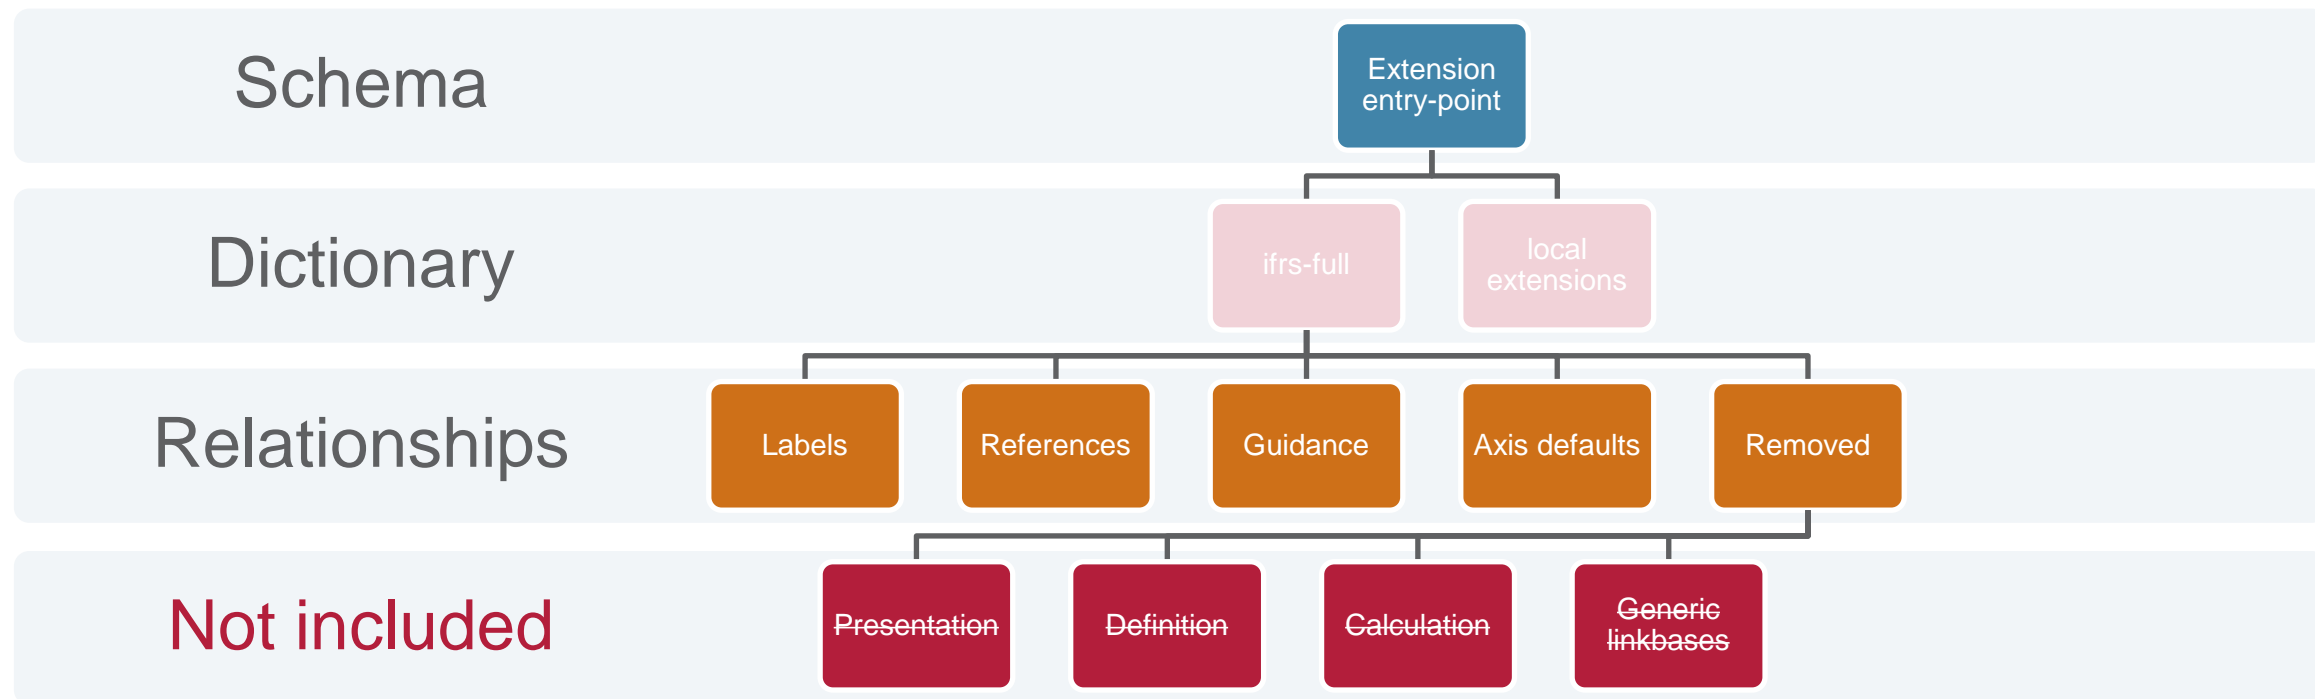 Schema
Extension
entry-point
Dictionary
ifrs-full
local
extensions
Relationships
Labels
References
Guidance
Axis defaults
Removed
Not included
Presentation
Definition
Calculation
Generic
linkbases